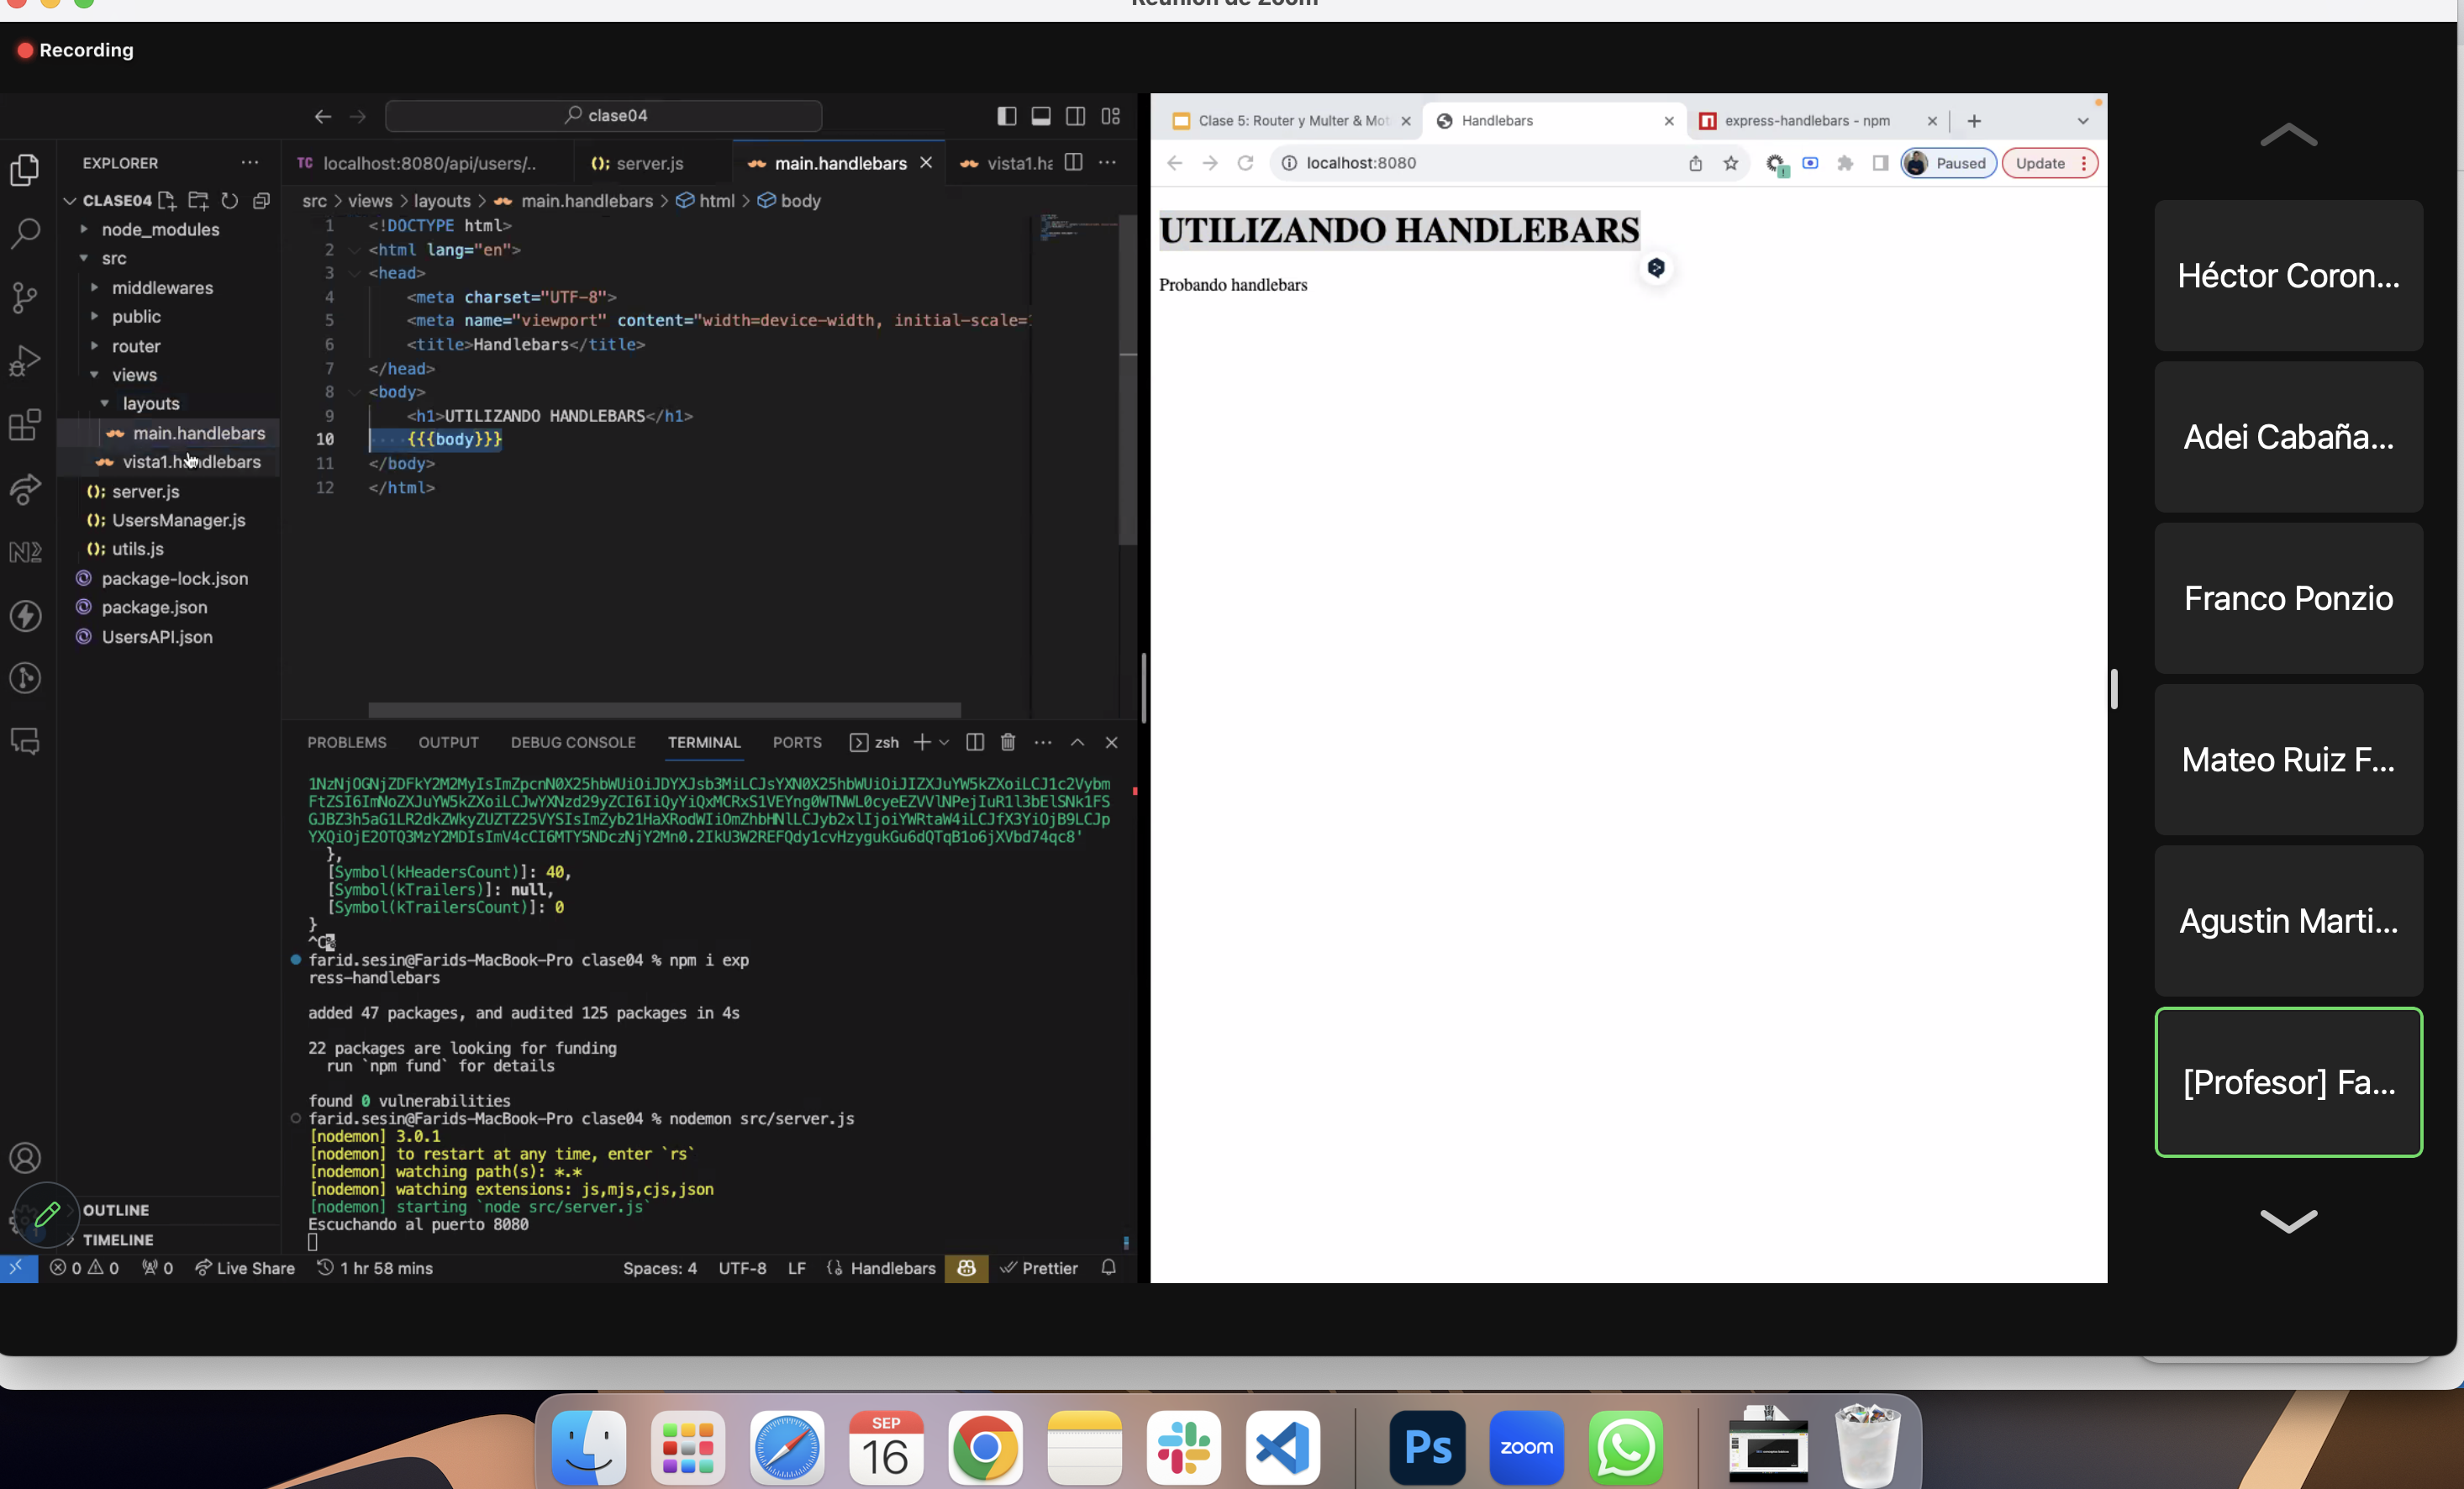 Reunión de Zoom
Recording
clase04
EXPLORER
CLASE04
node_modules
src
middlewares
public
router
views
layouts
main.handlebars
vista1.handlebars
server.js
UsersManager.js
utils.js
package-lock.json
package.json
UsersAPI.json
OUTLINE
TIMELINE
TC localhost:8080/api/users/..
server.js
main.handlebars
vista1.ha
src > views > layouts > main.handlebars > html > body
1 <!DOCTYPE html>
2 <html lang="en">
3 <head>
4 <meta charset="UTF-8">
5 <meta name="viewport" content="width=device-width, initial-scale=1
6 <title>Handlebars</title>
7 </head>
8 <body>
9 <h1>UTILIZANDO HANDLEBARS</h1>
10 {{{body}}}
11 </body>
12 </html>
PROBLEMS OUTPUT DEBUG CONSOLE TERMINAL PORTS zsh
},
[Symbol(kHeadersCount)]: 40,
[Symbol(kTrailers)]: null,
[Symbol(kTrailersCount)]: 0
}
^C%
farid.sesin@Farids-MacBook-Pro clase04 % npm i exp
ress-handlebars
added 47 packages, and audited 125 packages in 4s
22 packages are looking for funding
run `npm fund` for details
found 0 vulnerabilities
farid.sesin@Farids-MacBook-Pro clase04 % nodemon src/server.js
[nodemon] 3.0.1
[nodemon] to restart at any time, enter `rs`
[nodemon] watching path(s): *.*
[nodemon] watching extensions: js,mjs,cjs,json
[nodemon] starting `node src/server.js`
Escuchando al puerto 8080
0 0 0 Live Share 1 hr 58 mins Spaces: 4 UTF-8 LF Handlebars Prettier
Clase 5: Router y Multer & Mot
Handlebars
express-handlebars - npm
localhost:8080
Paused
Update
UTILIZANDO HANDLEBARS
Probando handlebars
Héctor Coron...
Adei Cabaña...
Franco Ponzio
Mateo Ruiz F...
Agustin Marti...
[Profesor] Fa...
SEP
16
Ps
zoom